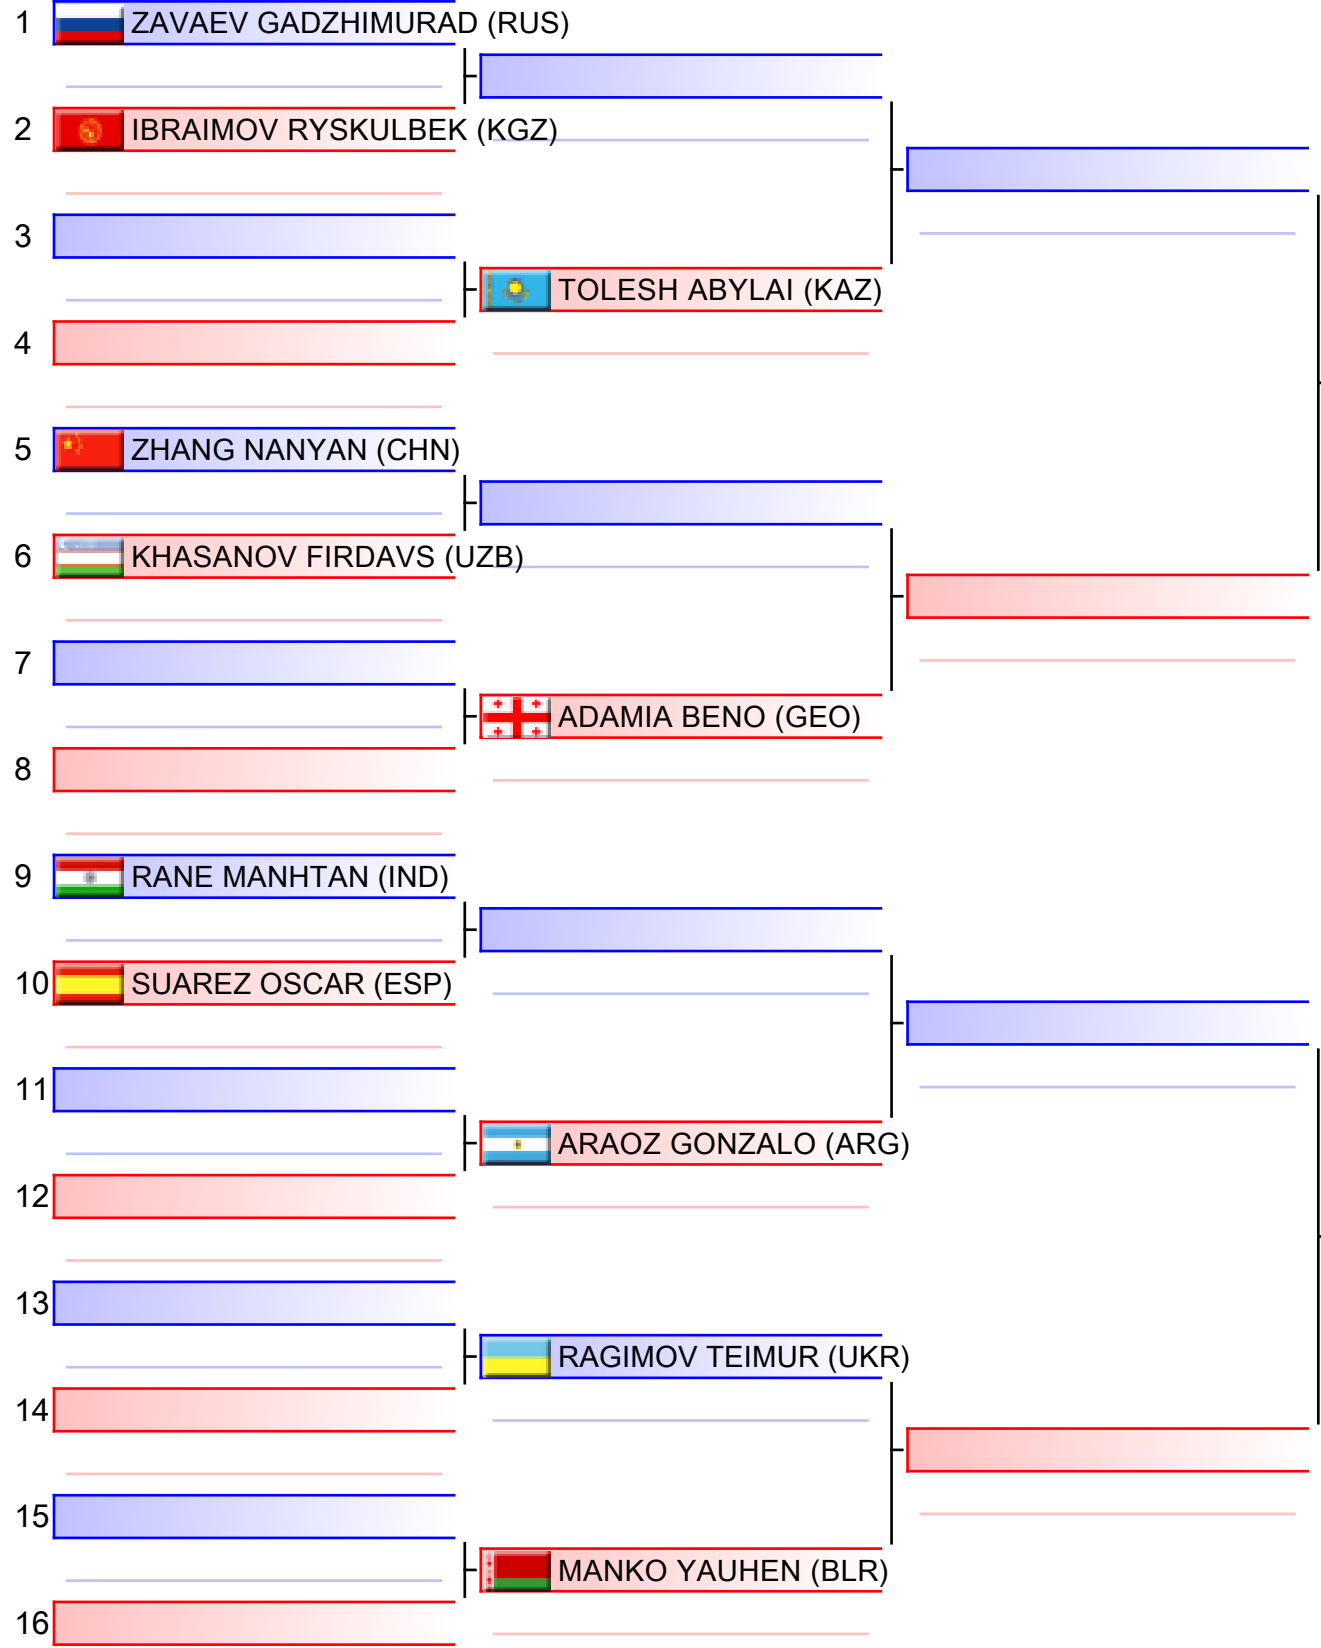 1 ZAVAEV GADZHIMURAD (RUS)
2 IBRAIMOV RYSKULBEK (KGZ)
3
TOLESH ABYLAI (KAZ)
4
5 ZHANG NANYAN (CHN)
6 KHASANOV FIRDAVS (UZB)
7
ADAMIA BENO (GEO)
8
9 RANE MANHTAN (IND)
10 SUAREZ OSCAR (ESP)
11
ARAOZ GONZALO (ARG)
12
13
RAGIMOV TEIMUR (UKR)
14
15
MANKO YAUHEN (BLR)
16